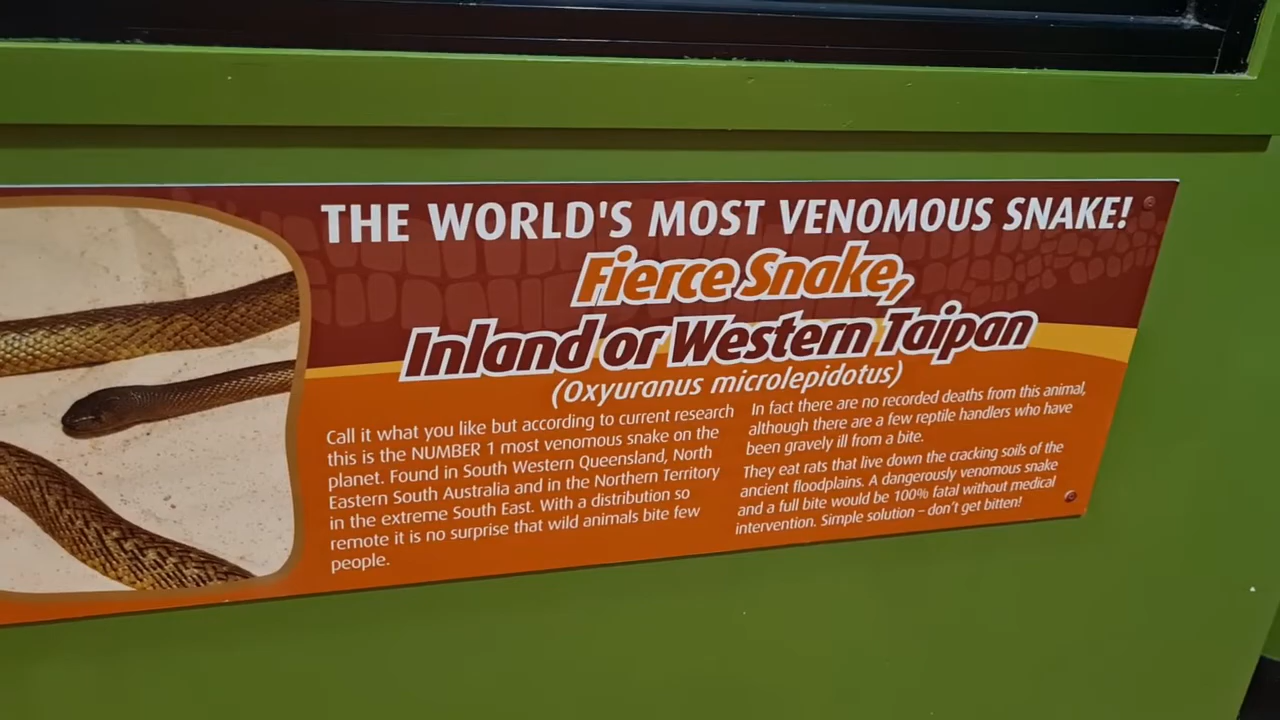 THE WORLD'S MOST VENOMOUS SNAKE!
Fierce Snake,
Inland or Western Taipan
(Oxyuranus microlepidotus)
Call it what you like but according to current research
this is the NUMBER 1 most venomous snake on the
planet. Found in South Western Queensland, North
Eastern South Australia and in the Northern Territory
in the extreme South East. With a distribution so
remote it is no surprise that wild animals bite few
people.
In fact there are no recorded deaths from this animal,
although there are a few reptile handlers who have
been gravely ill from a bite.
They eat rats that live down the cracking soils of the
ancient floodplains. A dangerously venomous snake
and a full bite would be 100% fatal without medical
intervention. Simple solution – don't get bitten!